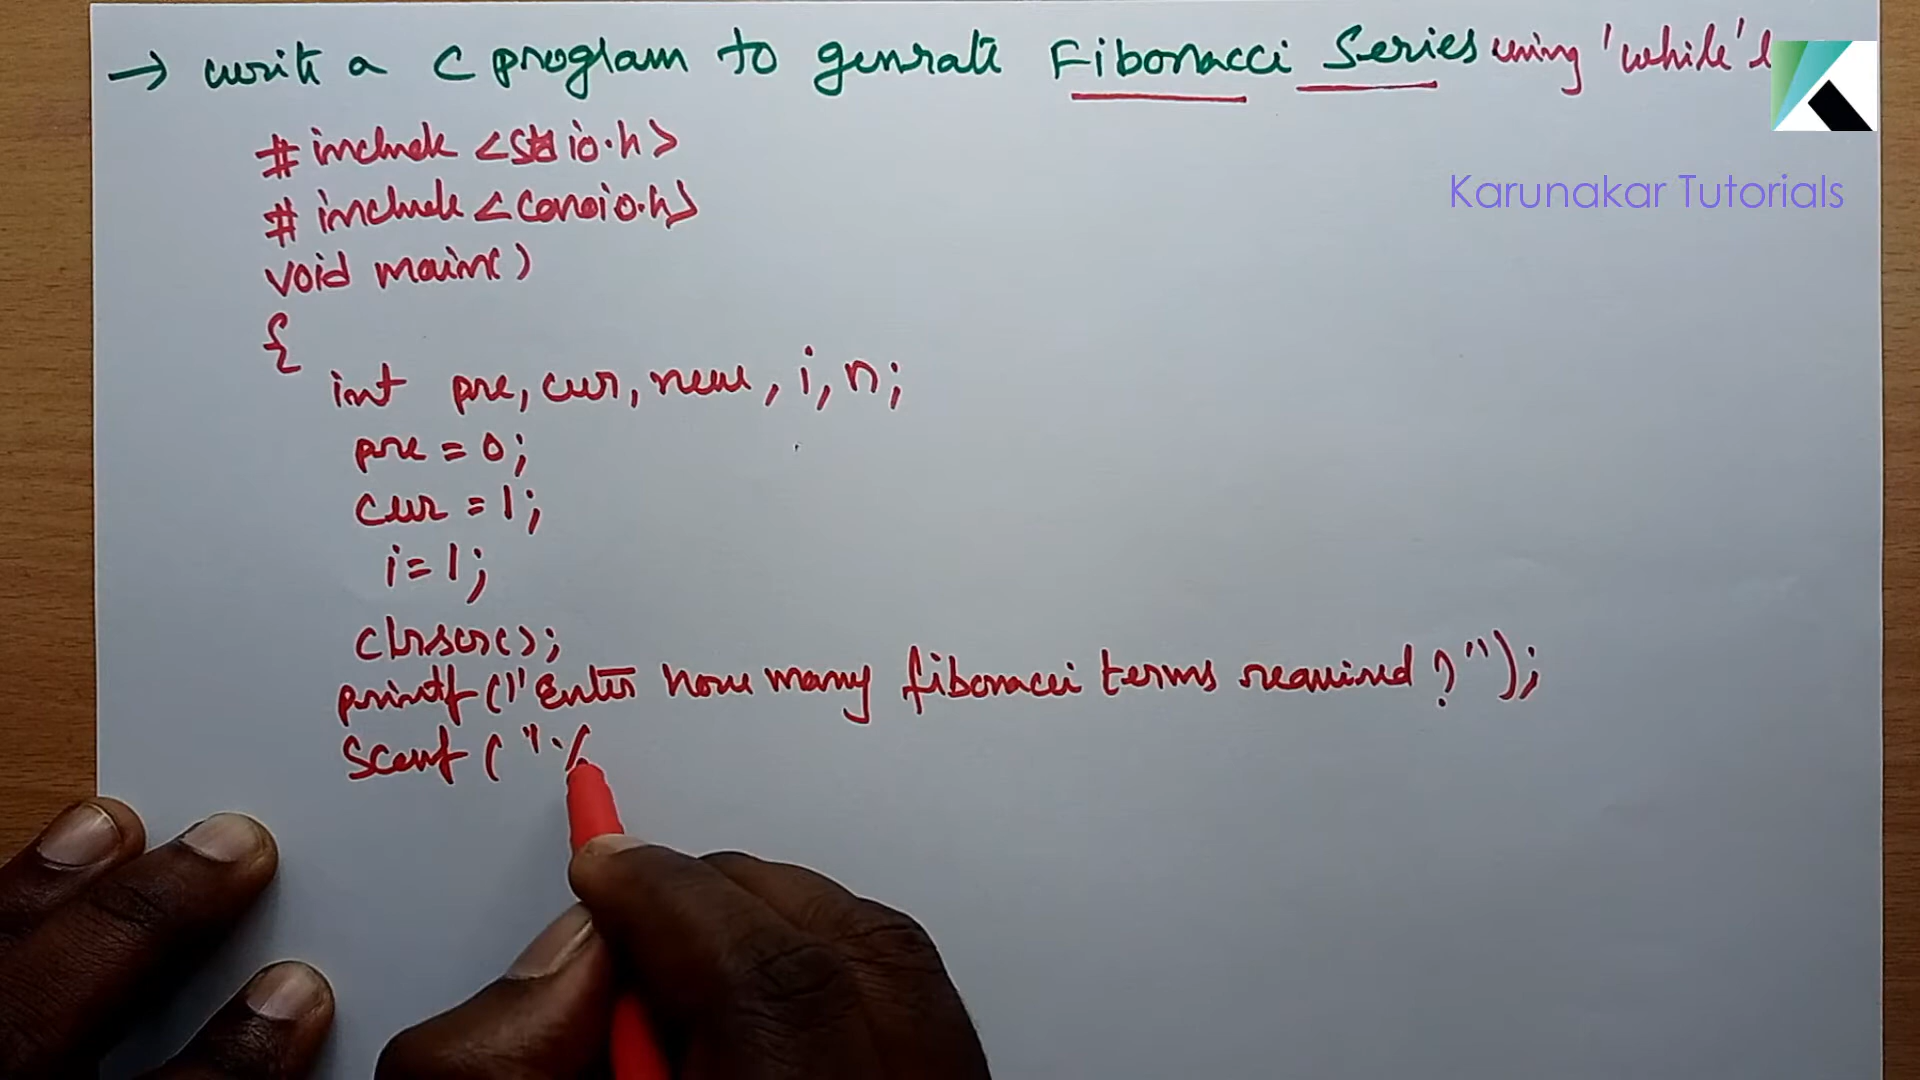 → write a C program to genrate Fibonacci Series using 'while' l
# include <stdio.h>
# include <conio.h>
void main()
{
int pre, cur, new, i, n;
pre = 0;
cur = 1;
i = 1;
clrscr();
printf("Enter how many fibonacci terms required ?");
Scanf ("%
Karunakar Tutorials